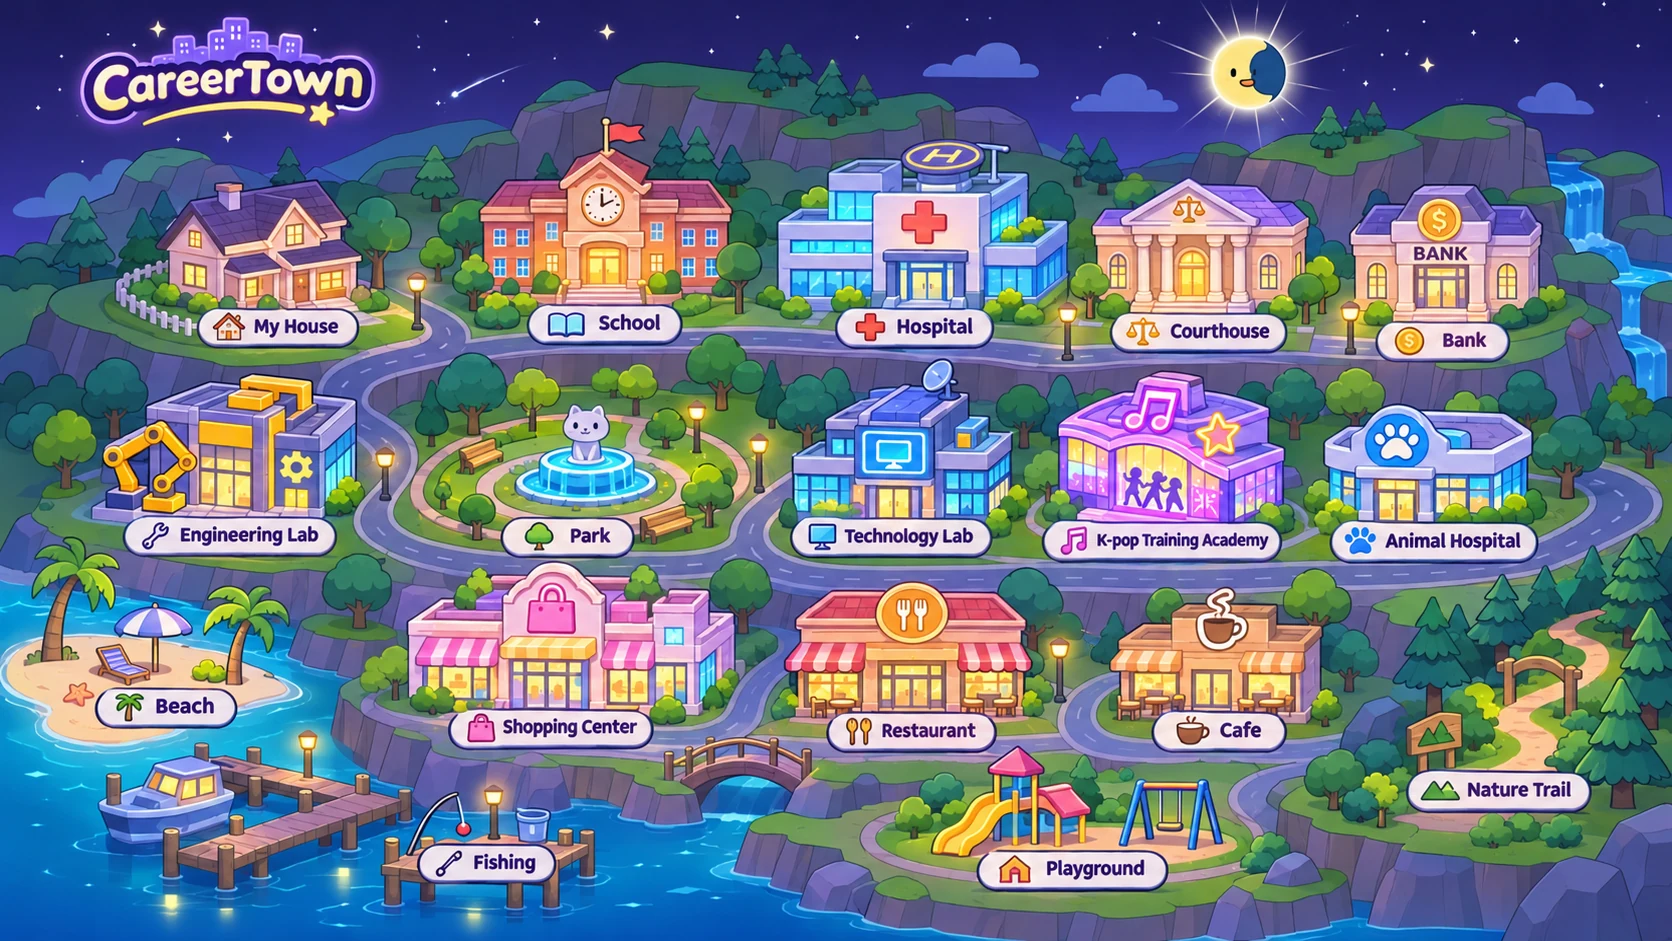 CareerTown
H
$
BANK
My House
School
Hospital
Courthouse
$
Bank
Engineering Lab
Park
Technology Lab
K-pop Training Academy
Animal Hospital
Beach
Shopping Center
Restaurant
Cafe
Nature Trail
Fishing
Playground